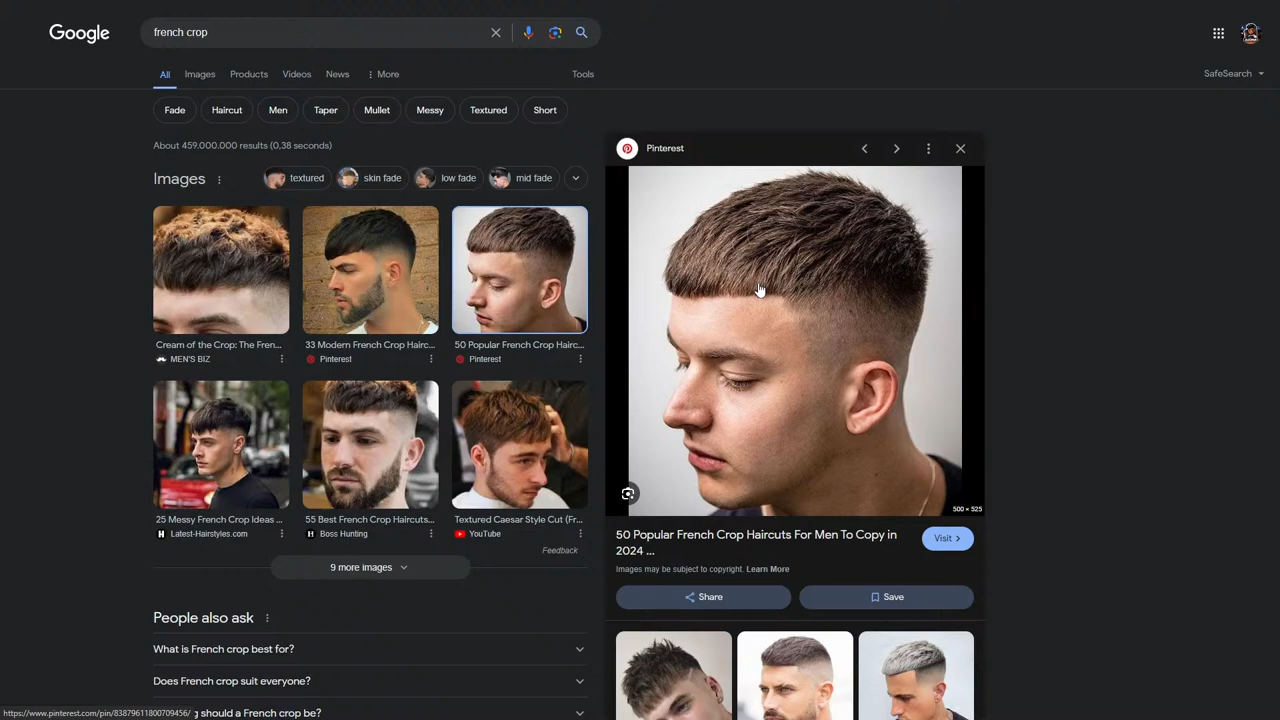 Google
french crop
All Images Products Videos News More Tools
SafeSearch
Fade Haircut Men Taper Mullet Messy Textured Short
About 459.000.000 results (0,38 seconds)
Images
textured skin fade low fade mid fade
Cream of the Crop: The Fren...
MEN'S BIZ
33 Modern French Crop Hairc...
Pinterest
50 Popular French Crop Hairc...
Pinterest
25 Messy French Crop Ideas ...
Latest-Hairstyles.com
55 Best French Crop Haircuts...
Boss Hunting
Textured Caesar Style Cut (Fr...
YouTube
Feedback
9 more images
People also ask
What is French crop best for?
Does French crop suit everyone?
g should a French crop be?
https://www.pinterest.com/pin/83879611800709456/
Pinterest
500 × 525
50 Popular French Crop Haircuts For Men To Copy in
2024 ...
Visit
Images may be subject to copyright. Learn More
Share
Save